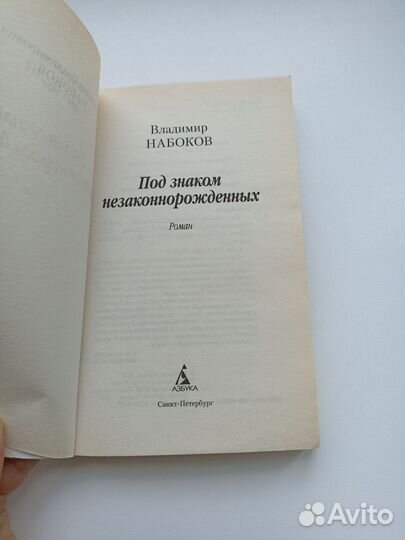 Владимир
НАБОКОВ
Под знаком
незаконнорожденных
Роман
АЗБУКА
Санкт-Петербург
Avito